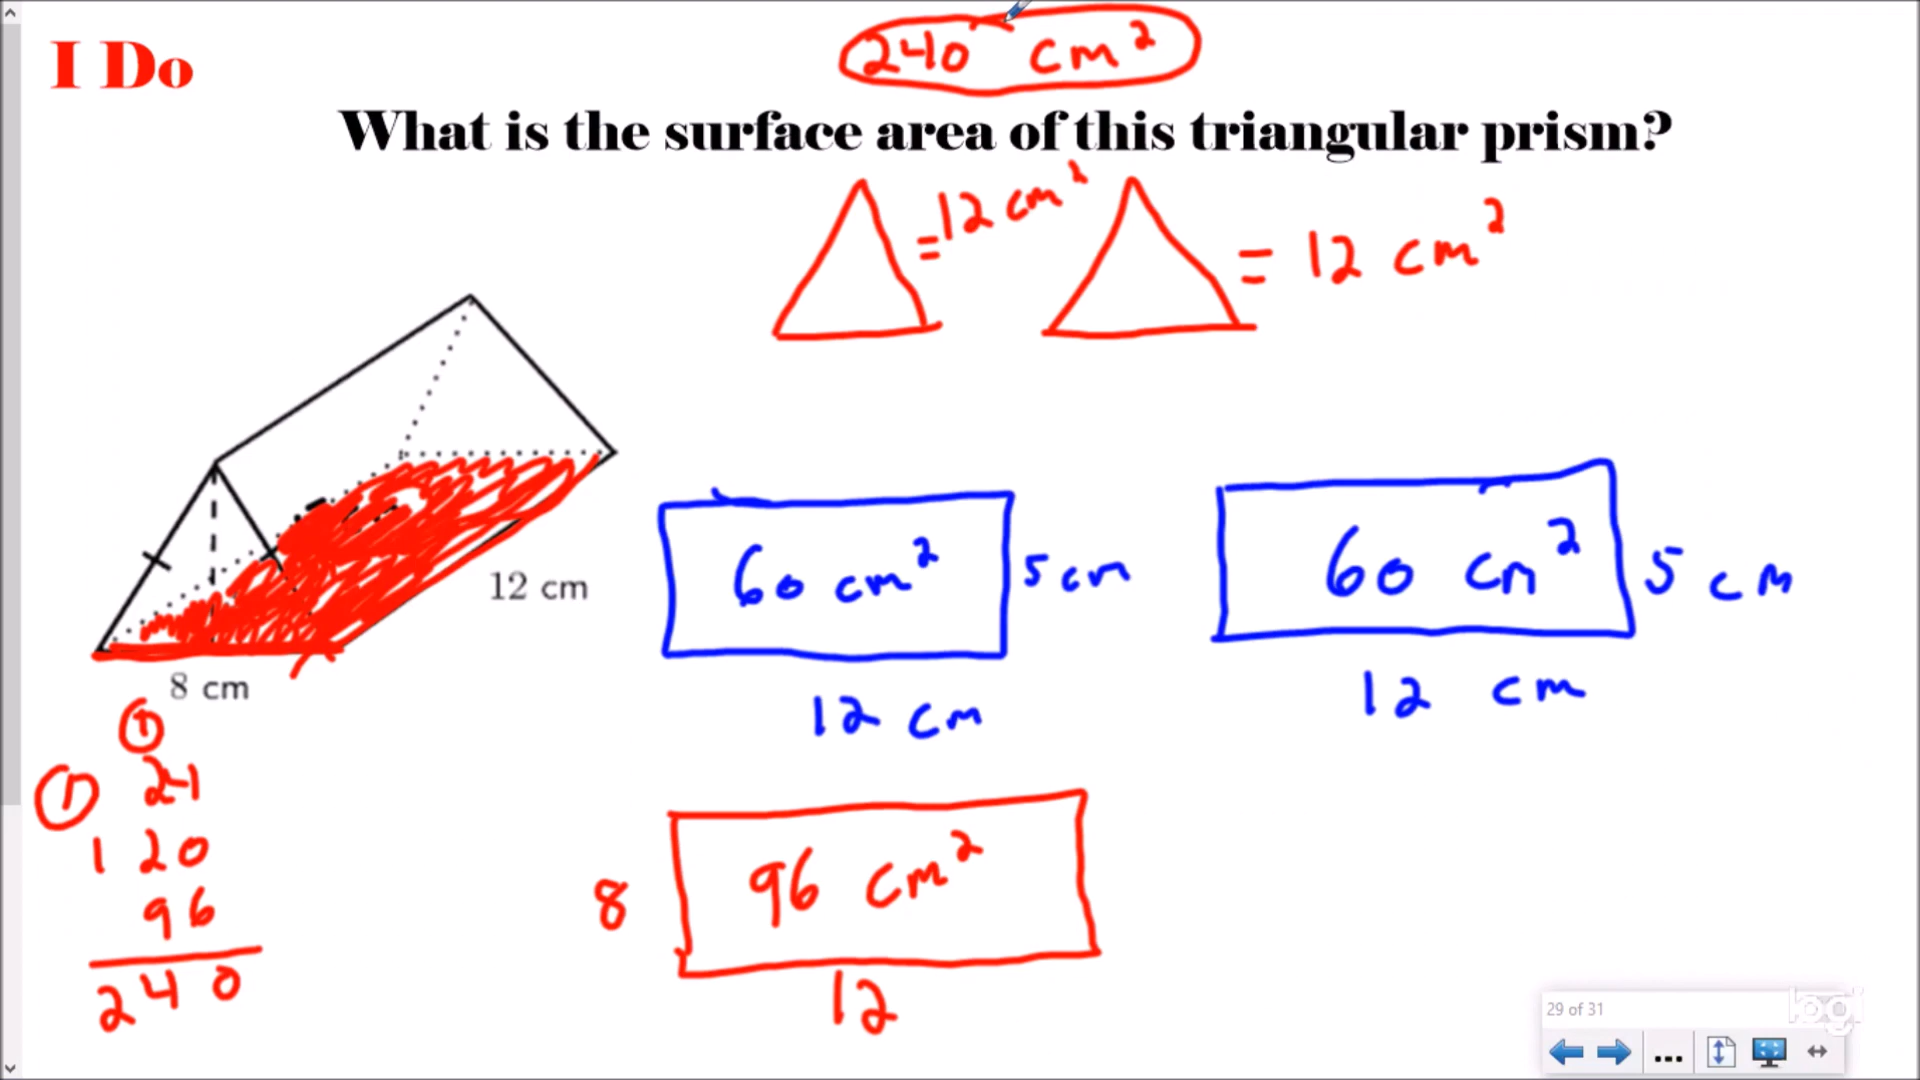 240 cm²
I Do
What is the surface area of this triangular prism?
= 12 cm²
= 12 cm²
12 cm
8 cm
60 cm²
5 cm
12 cm
60 cm²
5 cm
12 cm
1
1
24
120
96
240
8
96 cm²
12
29 of 31
logi